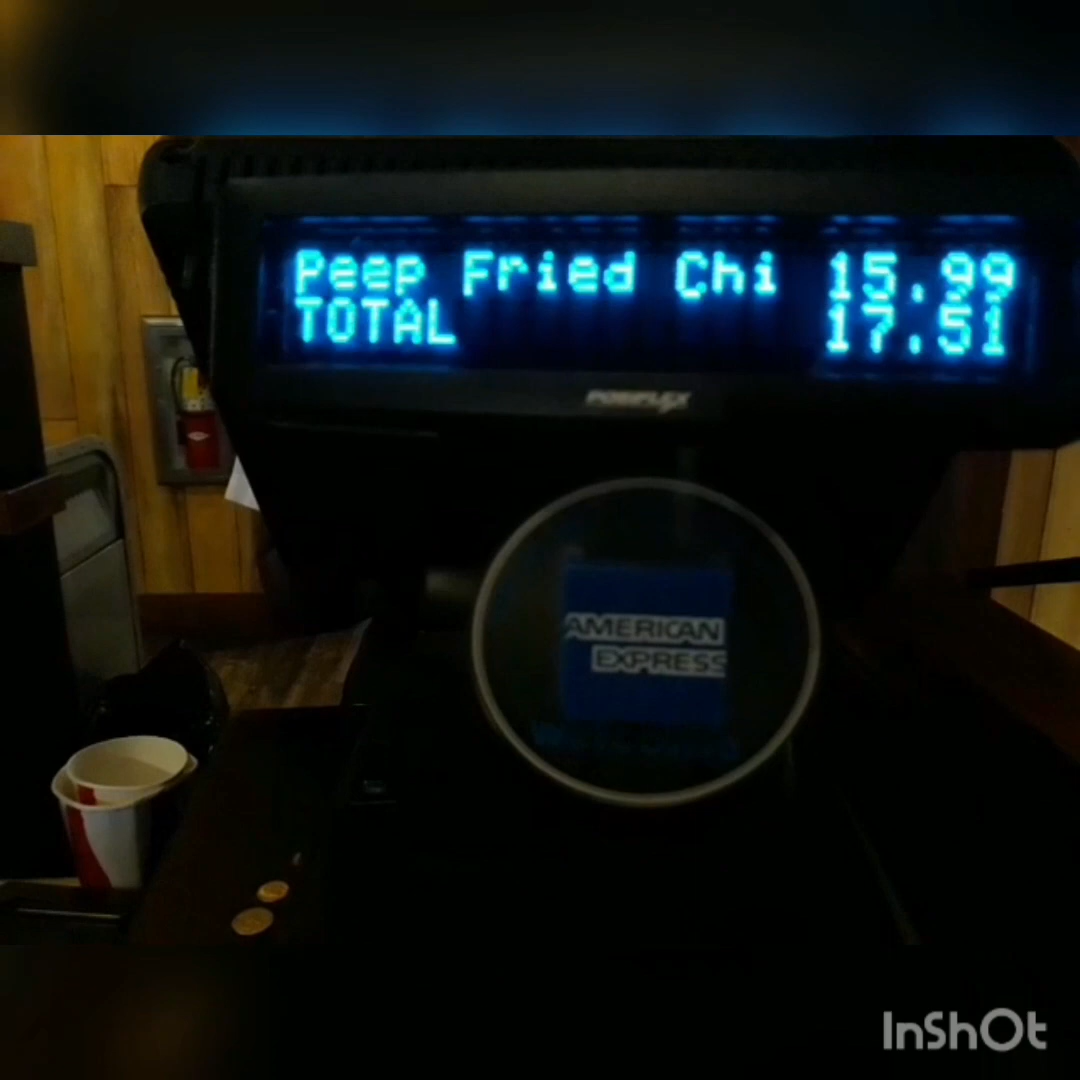 Peep Fried Chi 15.99
TOTAL 17.51
POSIFLEX
AMERICAN
EXPRESS
InShOt